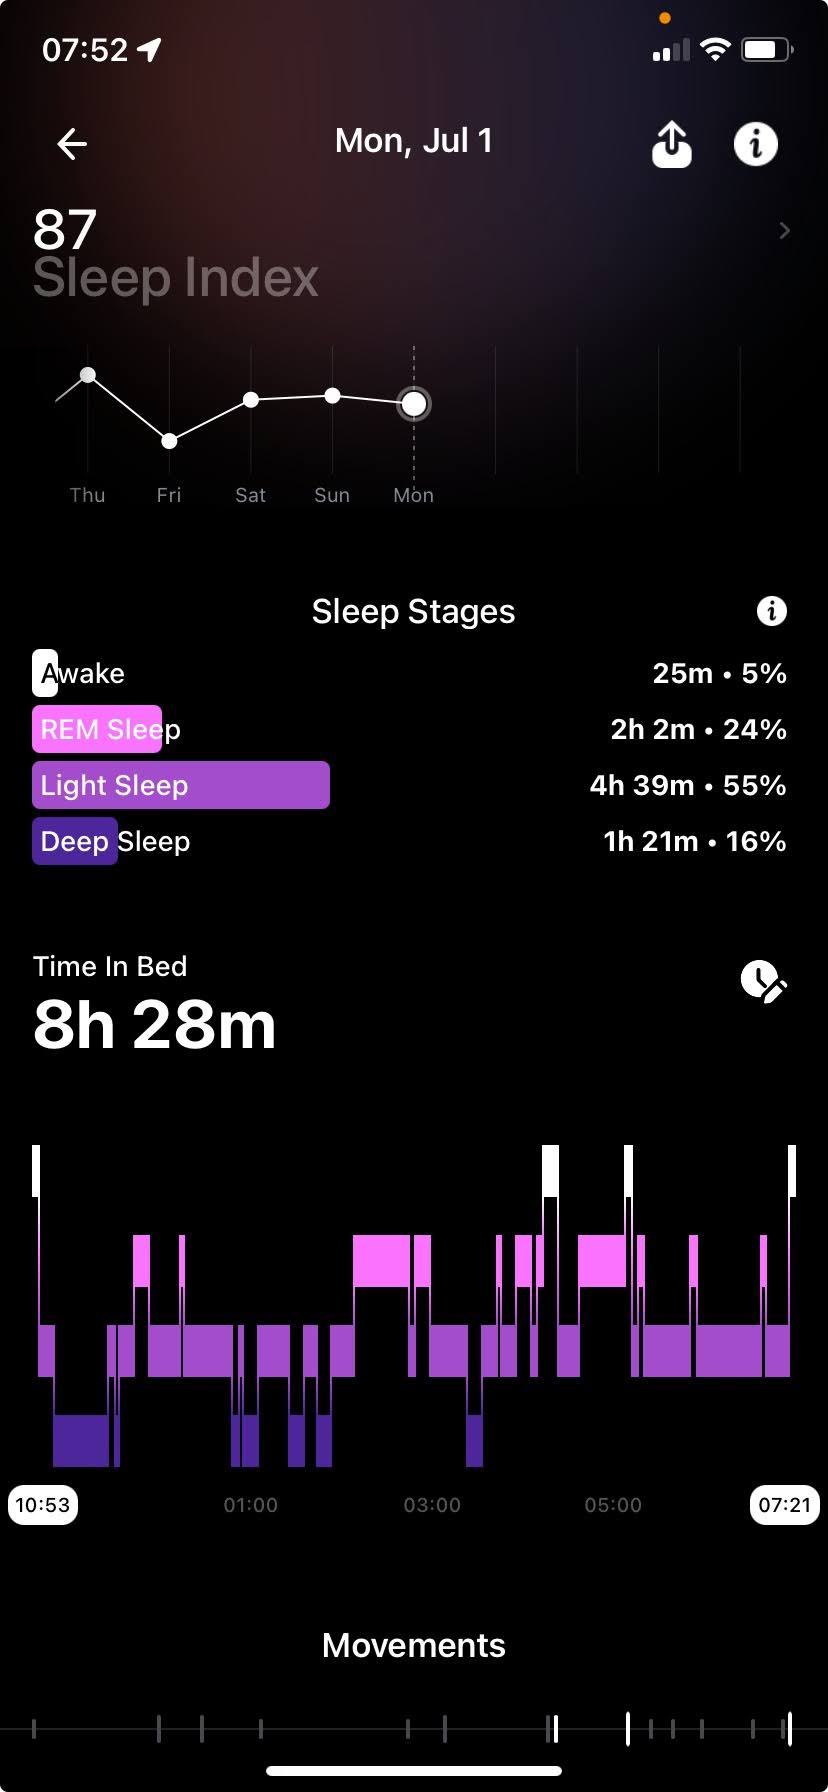 07:52
Mon, Jul 1
87
Sleep Index
Thu Fri Sat Sun Mon
Sleep Stages
Awake 25m • 5%
REM Sleep 2h 2m • 24%
Light Sleep 4h 39m • 55%
Deep Sleep 1h 21m • 16%
Time In Bed
8h 28m
10:53 01:00 03:00 05:00 07:21
Movements